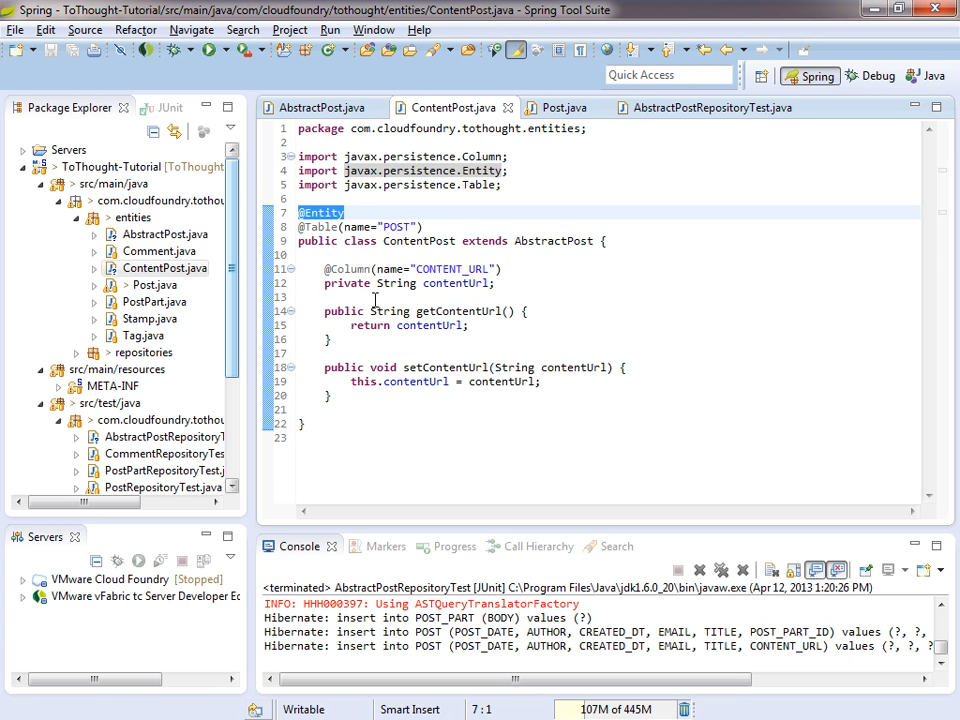 Spring - ToThought-Tutorial/src/main/java/com/cloudfoundry/tothought/entities/ContentPost.java - Spring Tool Suite
File Edit Source Refactor Navigate Search Project Run Window Help
Quick Access
Spring
Debug
Java
Package Explorer
JUnit
Servers
ToThought-Tutorial [ToThought
src/main/java
com.cloudfoundry.tothou
entities
AbstractPost.java
Comment.java
ContentPost.java
> Post.java
PostPart.java
Stamp.java
Tag.java
> repositories
src/main/resources
META-INF
src/test/java
> com.cloudfoundry.tothou
AbstractPostRepositoryT
CommentRepositoryTest
PostPartRepositoryTest.j
PostRepositoryTest.java
AbstractPost.java
ContentPost.java
Post.java
AbstractPostRepositoryTest.java
1 package com.cloudfoundry.tothought.entities;
2
3 import javax.persistence.Column;
4 import javax.persistence.Entity;
5 import javax.persistence.Table;
6
7 @Entity
8 @Table(name="POST")
9 public class ContentPost extends AbstractPost {
10
11 @Column(name="CONTENT_URL")
12 private String contentUrl;
13
14 public String getContentUrl() {
15 return contentUrl;
16 }
17
18 public void setContentUrl(String contentUrl) {
19 this.contentUrl = contentUrl;
20 }
21
22 }
23
Servers
VMware Cloud Foundry [Stopped]
VMware vFabric tc Server Developer Ec
Console
Markers
Progress
Call Hierarchy
Search
<terminated> AbstractPostRepositoryTest [JUnit] C:\Program Files\Java\jdk1.6.0_20\bin\javaw.exe (Apr 12, 2013 1:20:26 PM)
INFO: HHH000397: Using ASTQueryTranslatorFactory
Hibernate: insert into POST_PART (BODY) values (?)
Hibernate: insert into POST (POST_DATE, AUTHOR, CREATED_DT, EMAIL, TITLE, POST_PART_ID) values (?, ?,
Hibernate: insert into POST (POST_DATE, AUTHOR, CREATED_DT, EMAIL, TITLE, CONTENT_URL) values (?, ?, ?
Writable
Smart Insert
7 : 1
107M of 445M